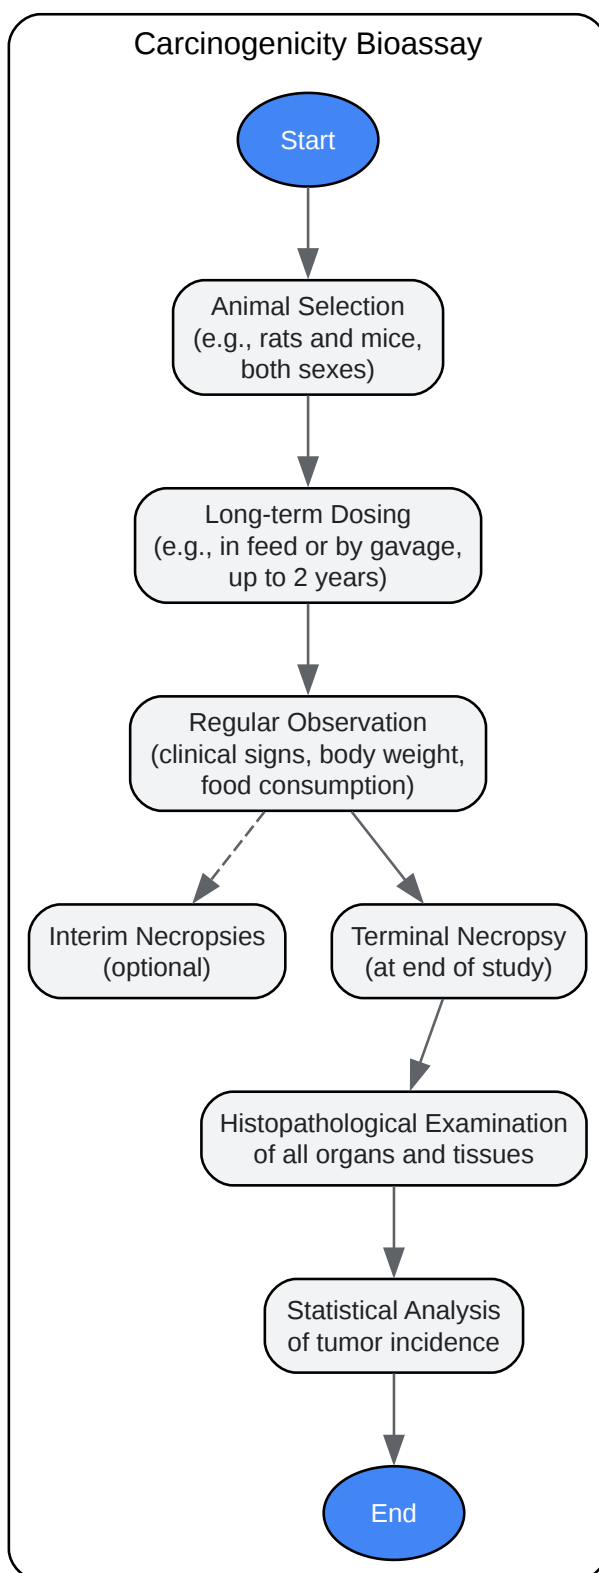 Carcinogenicity Bioassay
Start
Animal Selection
(e.g., rats and mice,
both sexes)
Long-term Dosing
(e.g., in feed or by gavage,
up to 2 years)
Regular Observation
(clinical signs, body weight,
food consumption)
Interim Necropsies
(optional)
Terminal Necropsy
(at end of study)
Histopathological Examination
of all organs and tissues
Statistical Analysis
of tumor incidence
End